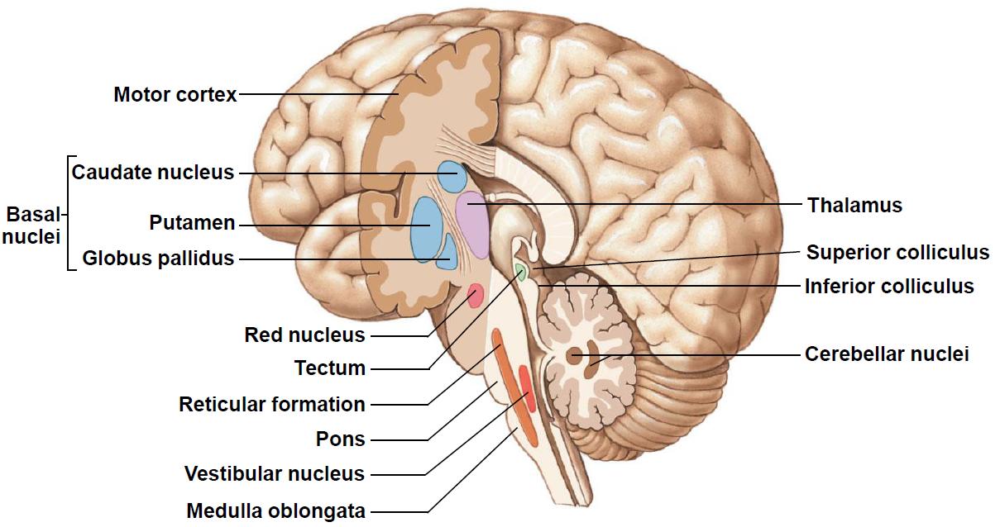 Motor cortex
Caudate nucleus
Basal
nuclei
Putamen
Globus pallidus
Red nucleus
Tectum
Reticular formation
Pons
Vestibular nucleus
Medulla oblongata
Thalamus
Superior colliculus
Inferior colliculus
Cerebellar nuclei